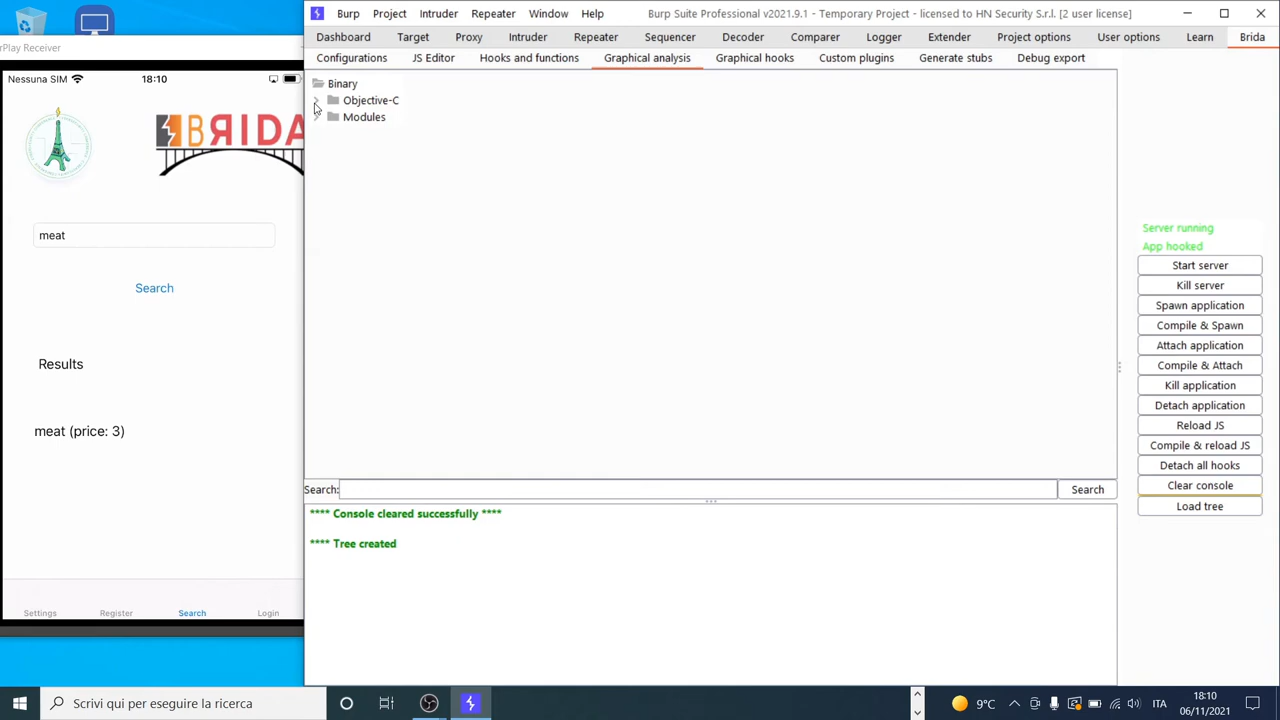 Burp Project Intruder Repeater Window Help Burp Suite Professional v2021.9.1 - Temporary Project - licensed to HN Security S.r.l. [2 user license]
Dashboard Target Proxy Intruder Repeater Sequencer Decoder Comparer Logger Extender Project options User options Learn Brida
Configurations JS Editor Hooks and functions Graphical analysis Graphical hooks Custom plugins Generate stubs Debug export
rPlay Receiver
Nessuna SIM 18:10
BRIDA
meat
Search
Results
meat (price: 3)
Settings Register Search Login
Binary
Objective-C
Modules
Search: Search
**** Console cleared successfully ****
**** Tree created
Server running
App hooked
Start server
Kill server
Spawn application
Compile & Spawn
Attach application
Compile & Attach
Kill application
Detach application
Reload JS
Compile & reload JS
Detach all hooks
Clear console
Load tree
Scrivi qui per eseguire la ricerca 9°C ITA 18:10
06/11/2021